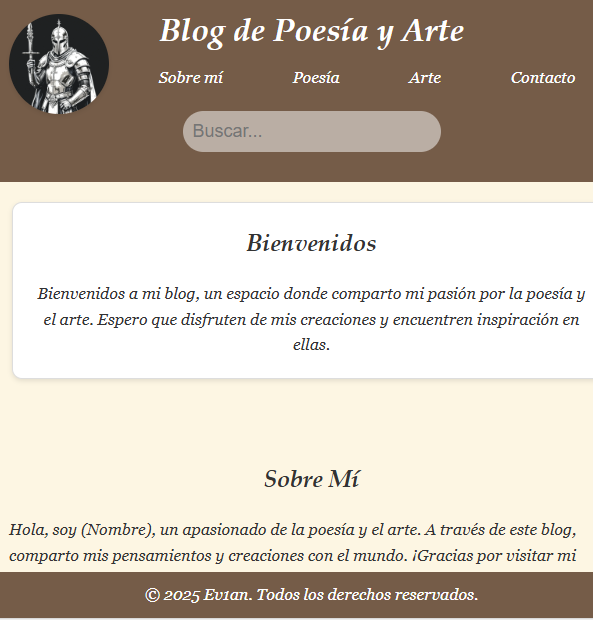 Blog de Poesía y Arte
Sobre mí Poesía Arte Contacto
Buscar...
Bienvenidos
Bienvenidos a mi blog, un espacio donde comparto mi pasión por la poesía y
el arte. Espero que disfruten de mis creaciones y encuentren inspiración en
ellas.
Sobre Mí
Hola, soy (Nombre), un apasionado de la poesía y el arte. A través de este blog,
comparto mis pensamientos y creaciones con el mundo. ¡Gracias por visitar mi
© 2025 Ev1an. Todos los derechos reservados.